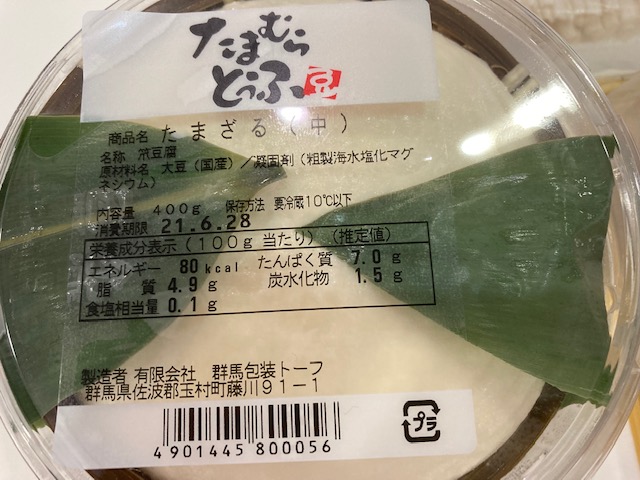 たまむら
とうふ 豆
商品名 たまざる(中)
名称 笊豆腐
原材料名 大豆(国産)/凝固剤(粗製海水塩化マグ
ネシウム)
内容量 400g 保存方法 要冷蔵10℃以下
消費期限 21.6.28
栄養成分表示(100g当たり)(推定値)
エネルギー 80kcal たんぱく質 7.0g
脂質 4.9g 炭水化物 1.5g
食塩相当量 0.1g
製造者 有限会社 群馬包装トーフ
群馬県佐波郡玉村町藤川91-1
プラ
4901445800056